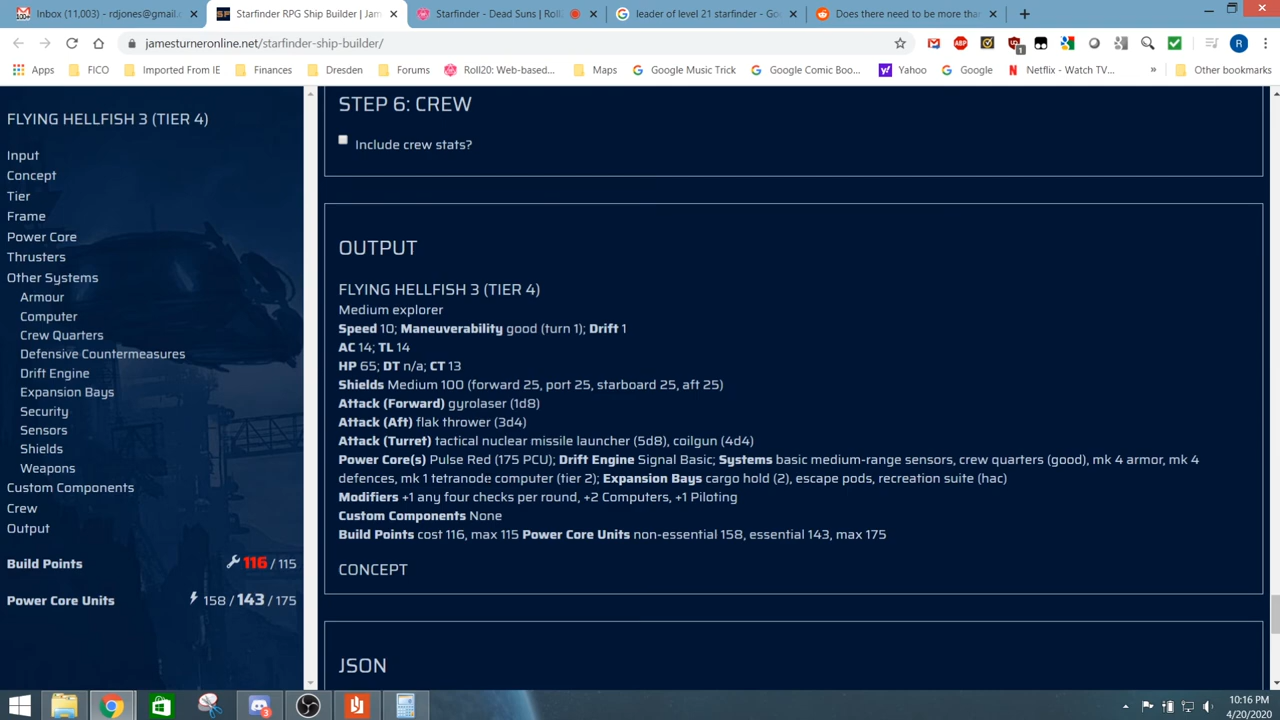 Inbox (11,003) - rdjones@gmail.c
Starfinder RPG Ship Builder | Jam
Starfinder - Dead Suns | Roll2
leader of level 21 starfinder - Goo
Does there need to be more than
jamesturneronline.net/starfinder-ship-builder/
Apps
FICO
Imported From IE
Finances
Dresden
Forums
Roll20: Web-based...
Maps
Google Music Trick
Google Comic Boo...
Yahoo
Google
Netflix - Watch TV...
»
Other bookmarks
FLYING HELLFISH 3 (TIER 4)
Input
Concept
Tier
Frame
Power Core
Thrusters
Other Systems
Armour
Computer
Crew Quarters
Defensive Countermeasures
Drift Engine
Expansion Bays
Security
Sensors
Shields
Weapons
Custom Components
Crew
Output
Build Points 116 / 115
Power Core Units 158 / 143 / 175
STEP 6: CREW
Include crew stats?
OUTPUT
FLYING HELLFISH 3 (TIER 4)
Medium explorer
Speed 10; Maneuverability good (turn 1); Drift 1
AC 14; TL 14
HP 65; DT n/a; CT 13
Shields Medium 100 (forward 25, port 25, starboard 25, aft 25)
Attack (Forward) gyrolaser (1d8)
Attack (Aft) flak thrower (3d4)
Attack (Turret) tactical nuclear missile launcher (5d8), coilgun (4d4)
Power Core(s) Pulse Red (175 PCU); Drift Engine Signal Basic; Systems basic medium-range sensors, crew quarters (good), mk 4 armor, mk 4
defences, mk 1 tetranode computer (tier 2); Expansion Bays cargo hold (2), escape pods, recreation suite (hac)
Modifiers +1 any four checks per round, +2 Computers, +1 Piloting
Custom Components None
Build Points cost 116, max 115 Power Core Units non-essential 158, essential 143, max 175
CONCEPT
JSON
10:16 PM
4/20/2020